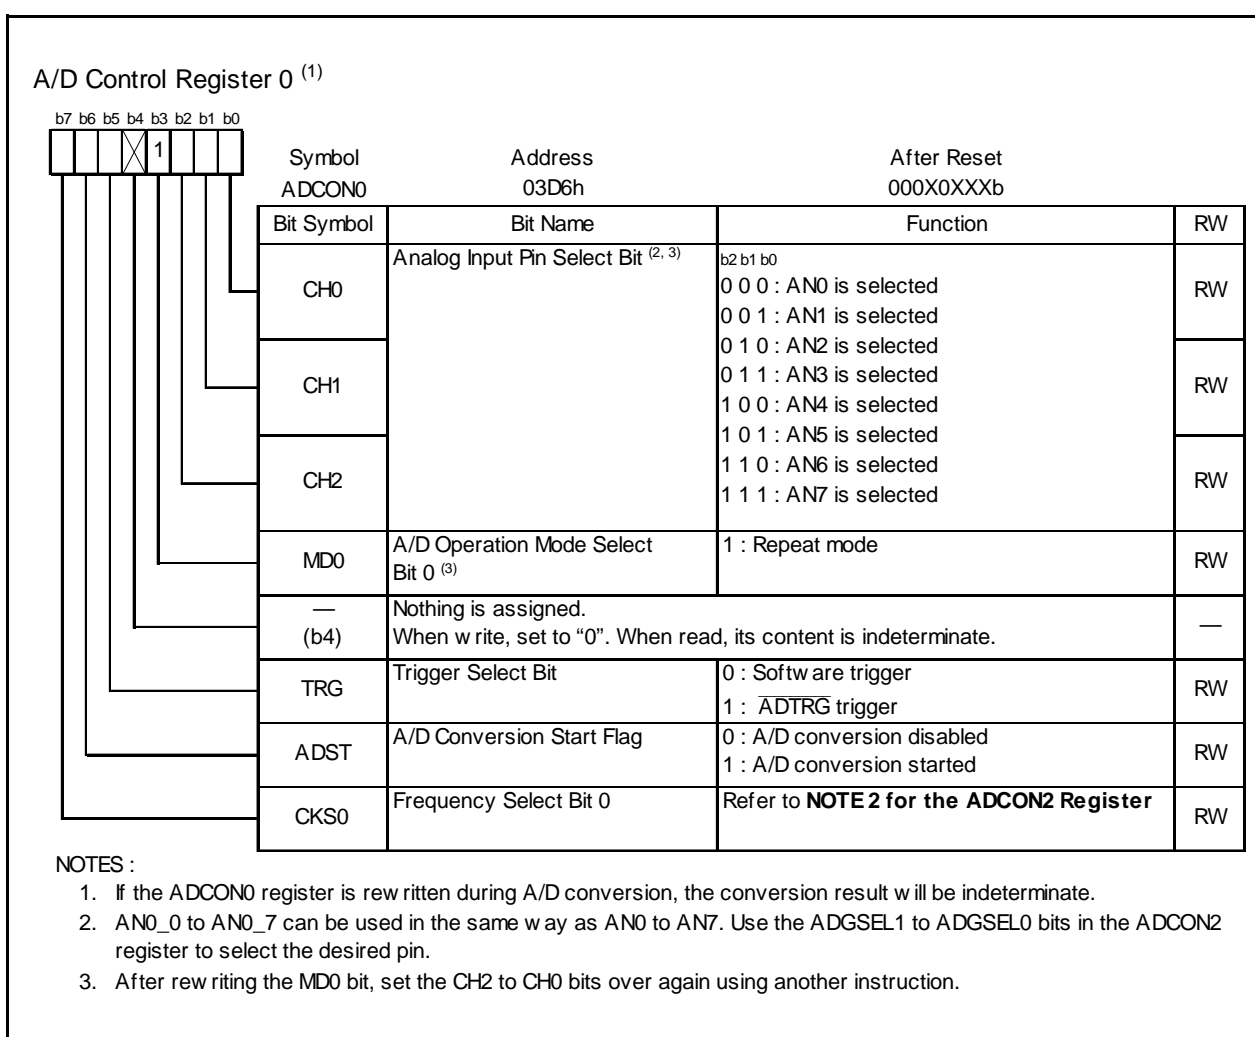 A/D Control Register 0 (1)
b7 b6 b5 b4 b3 b2 b1 b0
1
Symbol Address After Reset
ADCON0 03D6h 000X0XXXb
Bit Symbol Bit Name Function RW
CH0 Analog Input Pin Select Bit (2, 3) b2 b1 b0
0 0 0 : AN0 is selected RW
0 0 1 : AN1 is selected
0 1 0 : AN2 is selected
CH1 0 1 1 : AN3 is selected RW
1 0 0 : AN4 is selected
1 0 1 : AN5 is selected
1 1 0 : AN6 is selected
CH2 1 1 1 : AN7 is selected RW
MD0 A/D Operation Mode Select 1 : Repeat mode RW
Bit 0 (3)
— Nothing is assigned. —
(b4) When write, set to “0”. When read, its content is indeterminate.
TRG Trigger Select Bit 0 : Software trigger RW
1 : ADTRG trigger
ADST A/D Conversion Start Flag 0 : A/D conversion disabled RW
1 : A/D conversion started
CKS0 Frequency Select Bit 0 Refer to NOTE 2 for the ADCON2 Register RW
NOTES :
1. If the ADCON0 register is rewritten during A/D conversion, the conversion result will be indeterminate.
2. AN0_0 to AN0_7 can be used in the same way as AN0 to AN7. Use the ADGSEL1 to ADGSEL0 bits in the ADCON2
register to select the desired pin.
3. After rewriting the MD0 bit, set the CH2 to CH0 bits over again using another instruction.